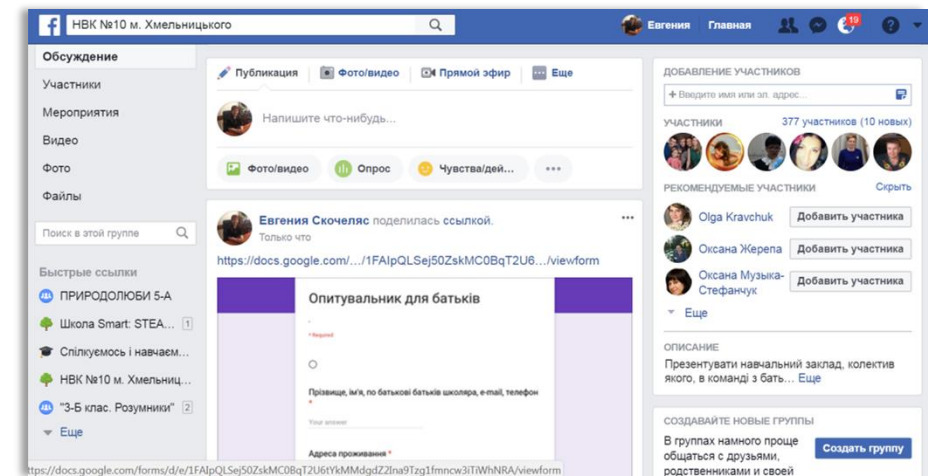 НВК №10 м. Хмельницького
Евгения Главная 19
Обсуждение
Участники
Мероприятия
Видео
Фото
Файлы
Поиск в этой группе
Быстрые ссылки
ПРИРОДОЛЮБИ 5-А
Школа Smart: STEA... 1
Спілкуємось і навчаєм...
НВК №10 м. Хмельниц...
"3-Б клас. Розумники" 2
Еще
Публикация Фото/видео Прямой эфир Еще
Напишите что-нибудь...
Фото/видео Опрос Чувства/дей...
Евгения Скочеляс поделилась ссылкой.
Только что
https://docs.google.com/.../1FAIpQLSej50ZskMC0BqT2U6.../viewform
Опитувальник для батьків
* Required
Прізвище, ім'я, по батькові батьків школяра, e-mail, телефон
*
Your answer
Адреса проживання *
ДОБАВЛЕНИЕ УЧАСТНИКОВ
+ Введите имя или эл. адрес...
УЧАСТНИКИ 377 участников (10 новых)
РЕКОМЕНДУЕМЫЕ УЧАСТНИКИ Скрыть
Olga Kravchuk Добавить участника
Оксана Жерепа Добавить участника
Оксана Музыка-Стефанчук Добавить участника
Еще
ОПИСАНИЕ
Презентувати навчальний заклад, колектив
якого, в команді з бать... Еще
СОЗДАВАЙТЕ НОВЫЕ ГРУППЫ
В группах намного проще
общаться с друзьями,
родственниками и своей
Создать группу
ttps://docs.google.com/forms/d/e/1FAIpQLSej50ZskMC0BqT2U6tYkMMdgdZ2Ina9Tzg1fmncw3iTiWhNRA/viewform